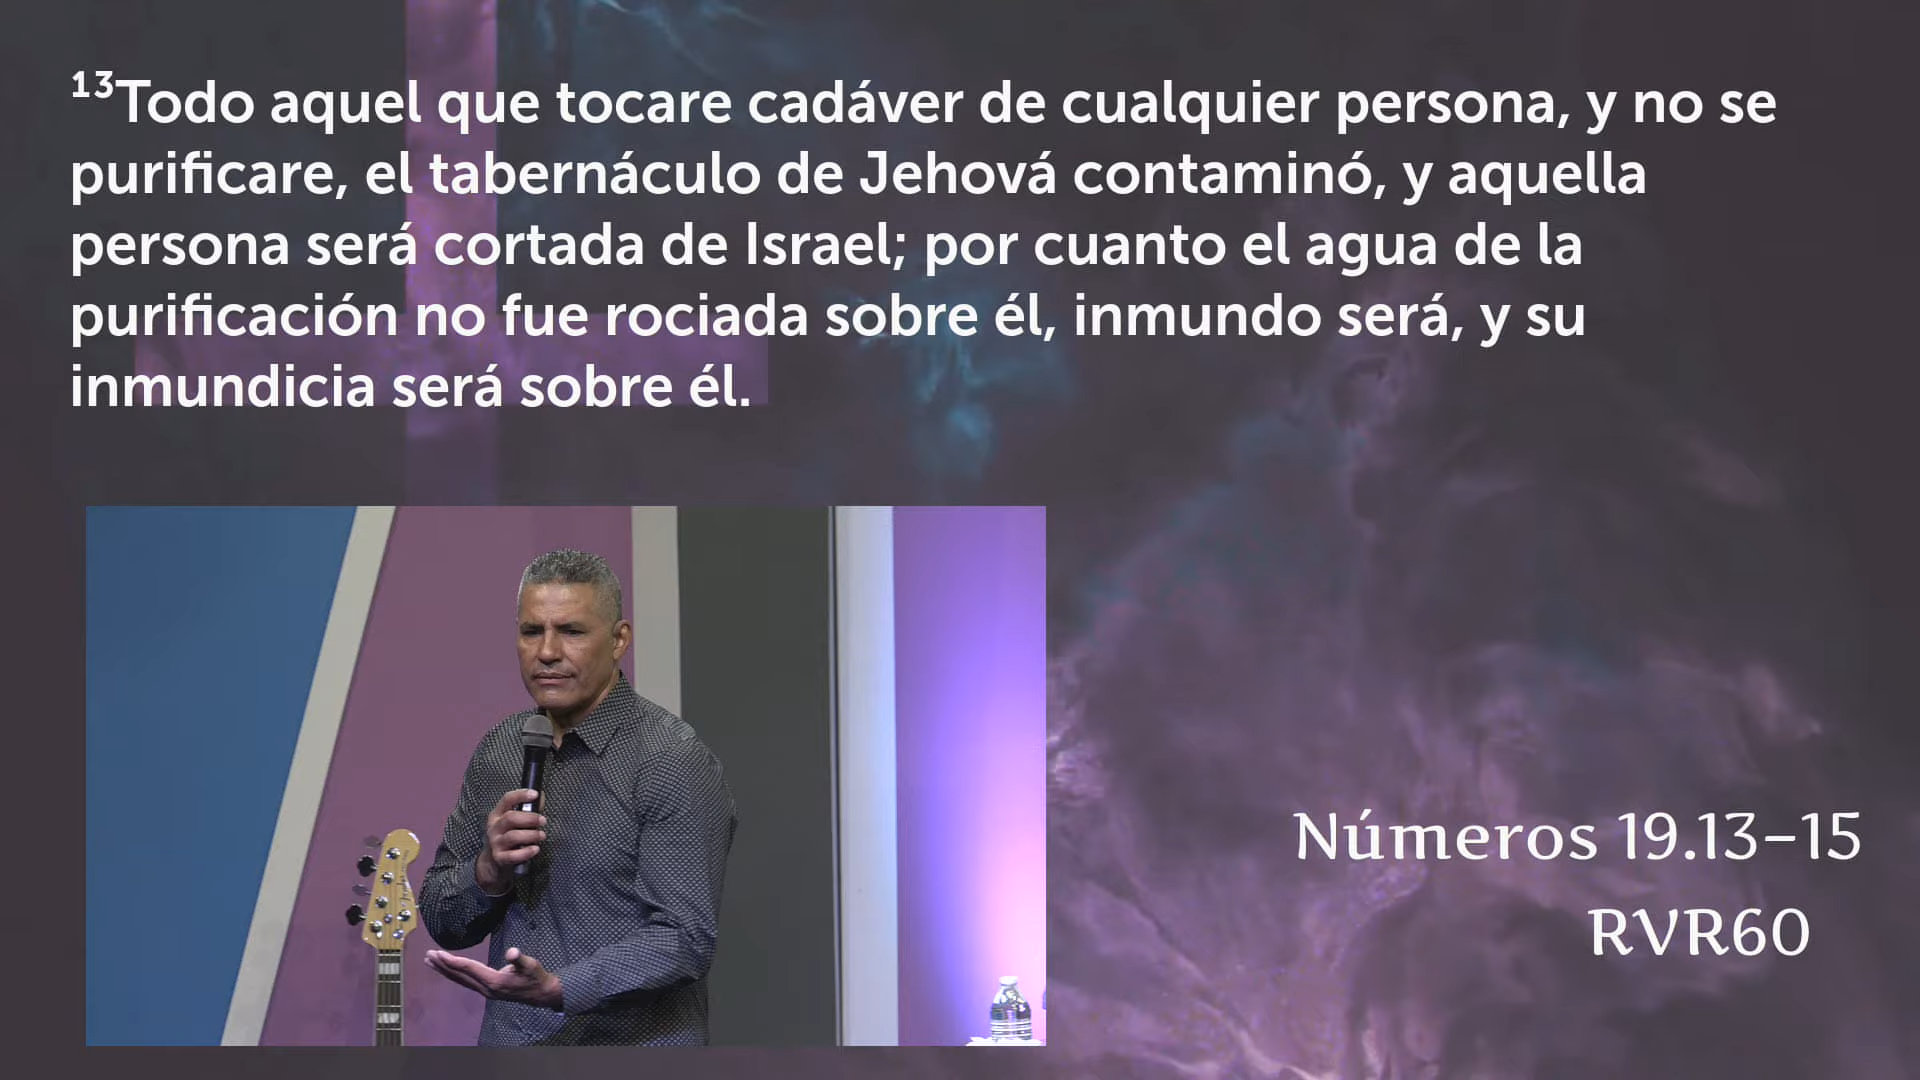 ¹³Todo aquel que tocare cadáver de cualquier persona, y no se
purificare, el tabernáculo de Jehová contaminó, y aquella
persona será cortada de Israel; por cuanto el agua de la
purificación no fue rociada sobre él, inmundo será, y su
inmundicia será sobre él.
Números 19.13–15
RVR60